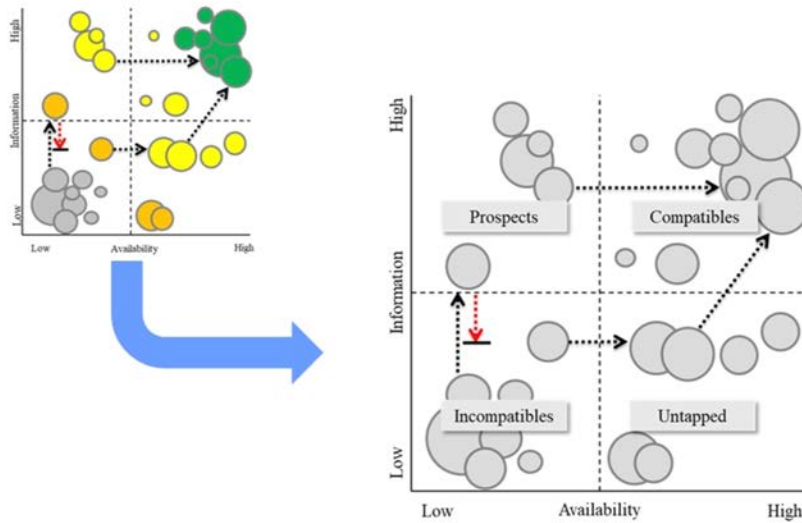 High
Information
Low
Low
Availability
High
High
Information
Low
Prospects
Compatibles
Incompatibles
Untapped
Low
Availability
High